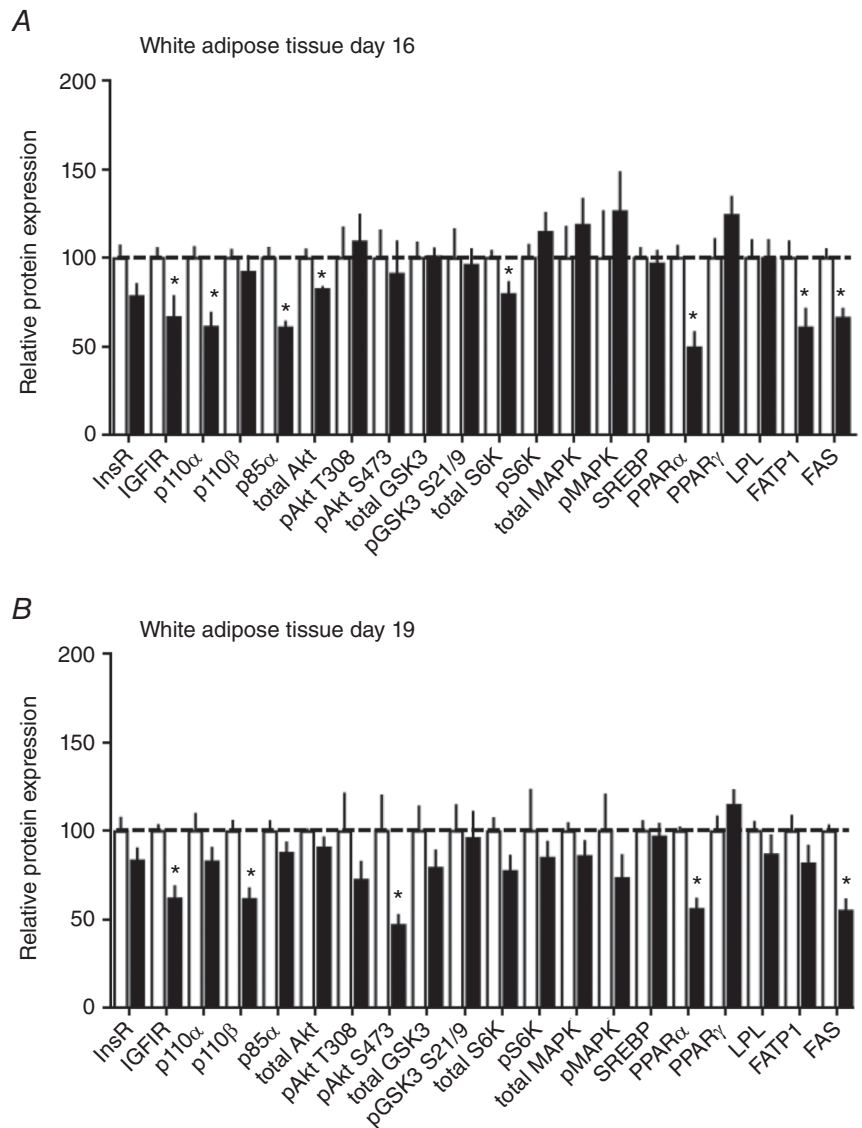 A
White adipose tissue day 16
Relative protein expression
200
150
100
50
0
* * * * * * * *
InsR
IGFIR
p110α
p110β
p85α
total Akt
pAkt T308
pAkt S473
total GSK3
pGSK3 S21/9
total S6K
pS6K
total MAPK
pMAPK
SREBP
PPARα
PPARγ
LPL
FATP1
FAS
B
White adipose tissue day 19
Relative protein expression
200
150
100
50
0
* * * * *
InsR
IGFIR
p110α
p110β
p85α
total Akt
pAkt T308
pAkt S473
total GSK3
pGSK3 S21/9
total S6K
pS6K
total MAPK
pMAPK
SREBP
PPARα
PPARγ
LPL
FATP1
FAS